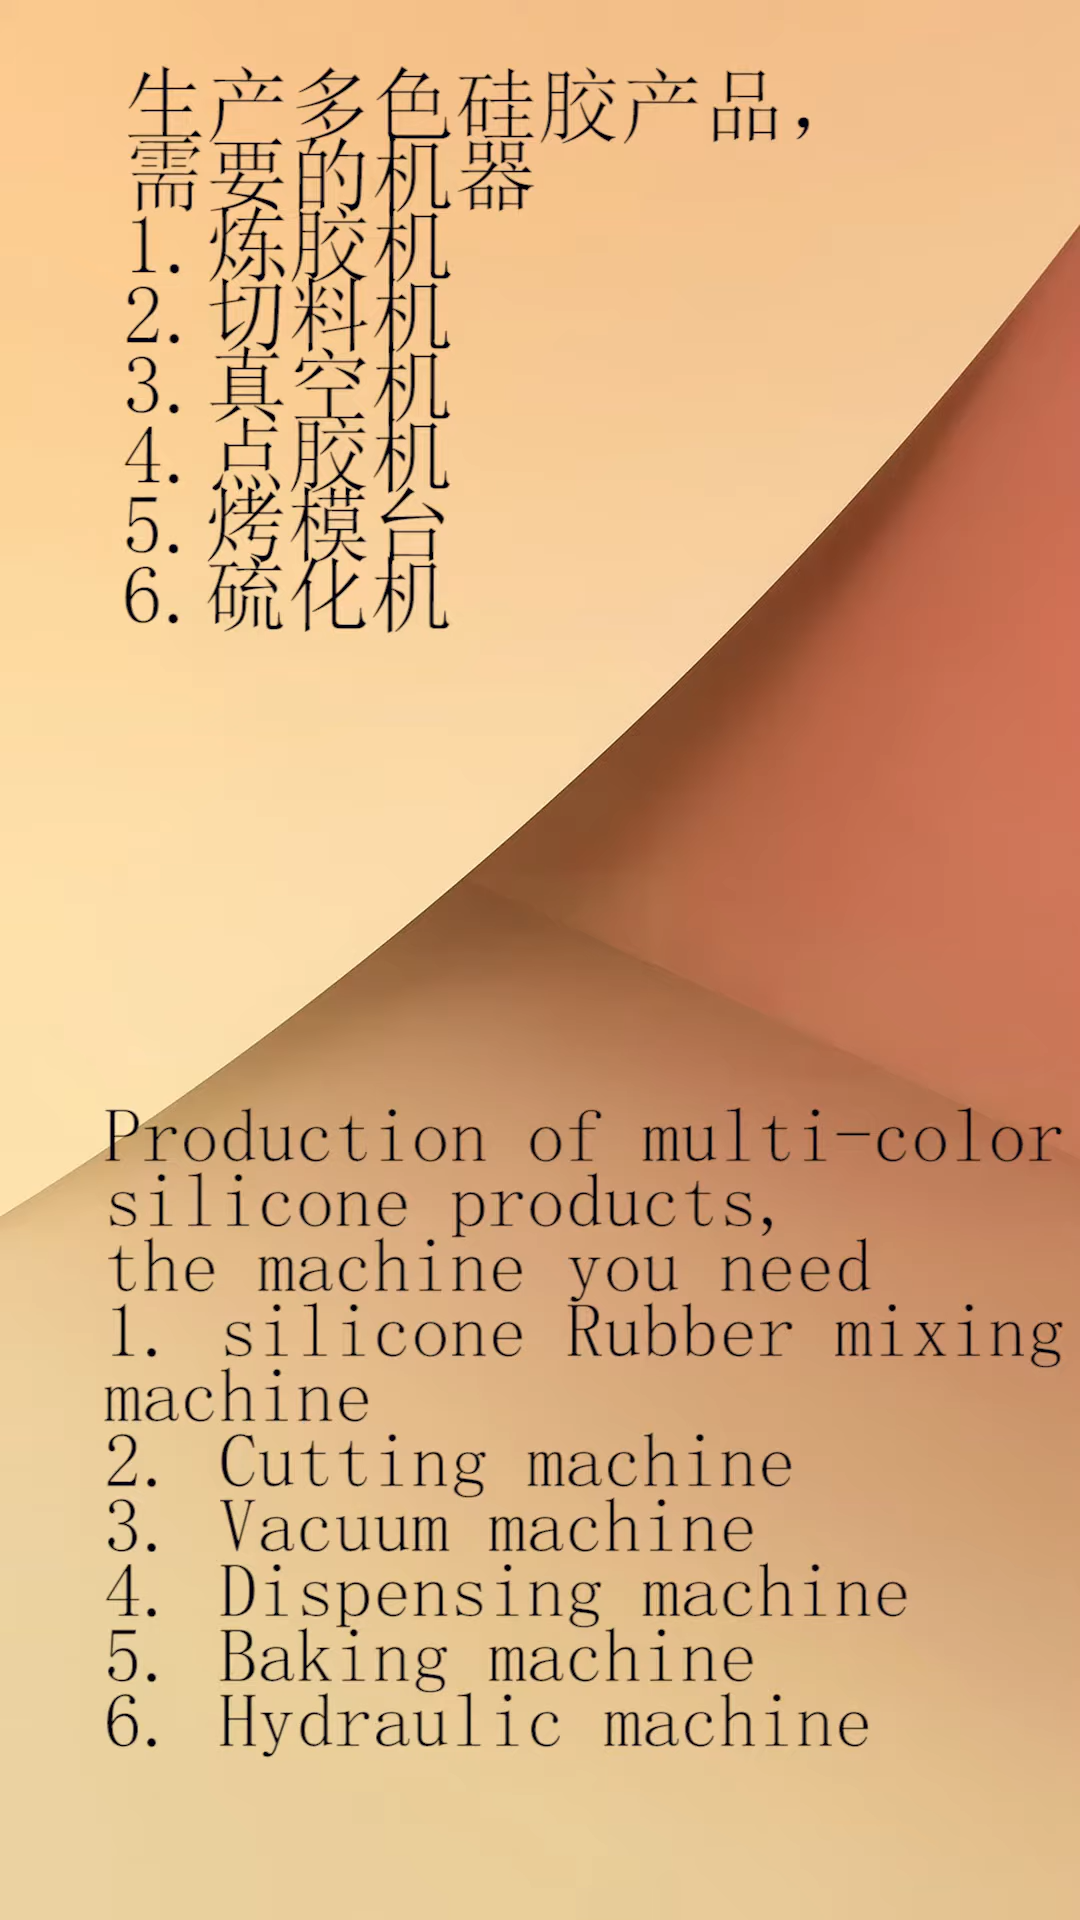 生产多色硅胶产品，
需要的机器
1. 炼胶机
2. 切料机
3. 真空机
4. 点胶机
5. 烤模台
6. 硫化机
Production of multi-color
silicone products,
the machine you need
1. silicone Rubber mixing
machine
2. Cutting machine
3. Vacuum machine
4. Dispensing machine
5. Baking machine
6. Hydraulic machine